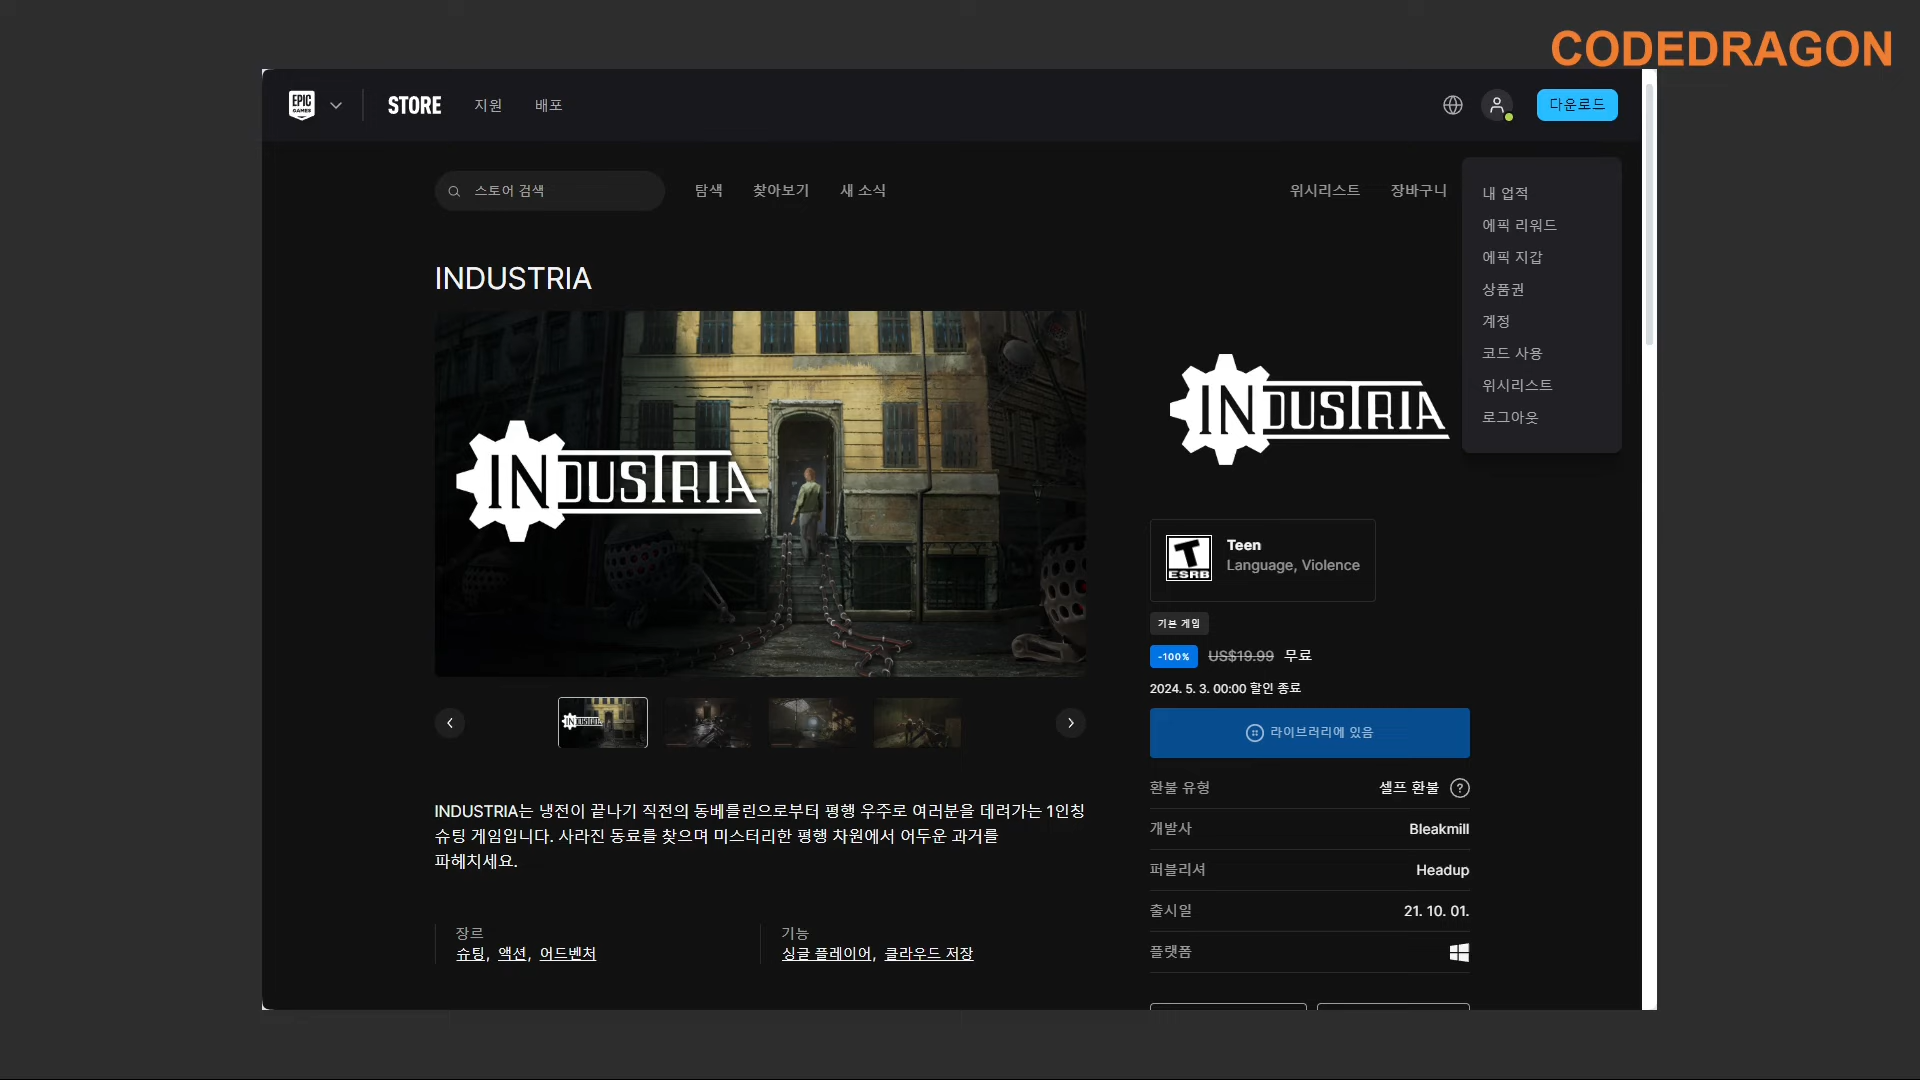 CODEDRAGON
EPIC GAMES
STORE 지원 배포
다운로드
스토어 검색 탐색 찾아보기 새 소식
위시리스트 장바구니
내 업적
에픽 리워드
에픽 지갑
상품권
계정
코드 사용
위시리스트
로그아웃
INDUSTRIA
INDUSTRIA
INDUSTRIA
T
ESRB
Teen
Language, Violence
기본 게임
-100% US$19.99 무료
2024. 5. 3. 00:00 할인 종료
라이브러리에 있음
환불 유형 셀프 환불 ?
개발사 Bleakmill
퍼블리셔 Headup
출시일 21. 10. 01.
플랫폼
INDUSTRIA
INDUSTRIA는 냉전이 끝나기 직전의 동베를린으로부터 평행 우주로 여러분을 데려가는 1인칭
슈팅 게임입니다. 사라진 동료를 찾으며 미스터리한 평행 차원에서 어두운 과거를
파헤치세요.
장르
슈팅, 액션, 어드벤처
기능
싱글 플레이어, 클라우드 저장